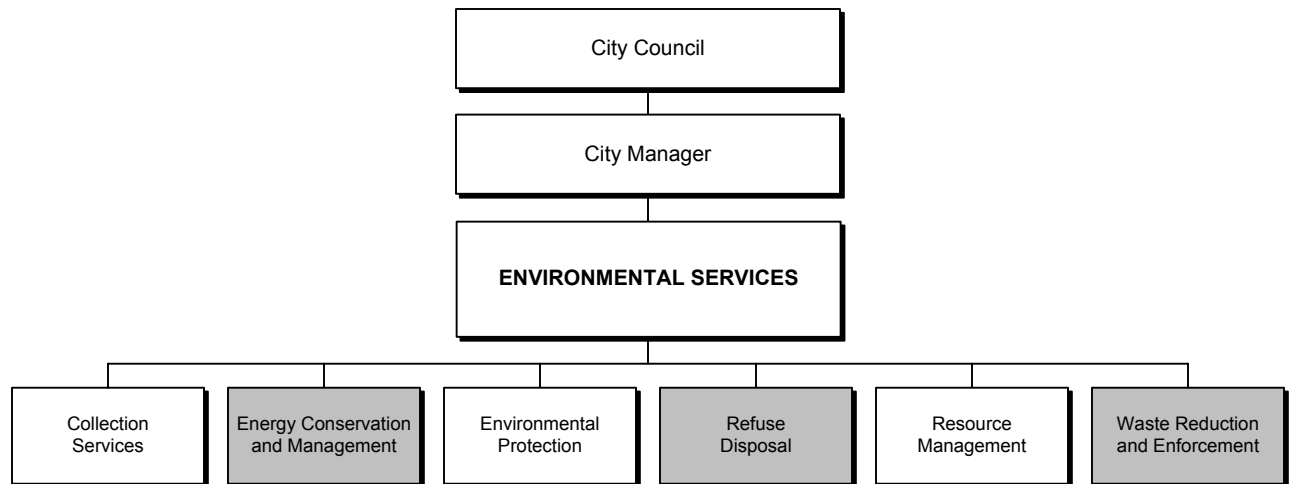 City Council
City Manager
ENVIRONMENTAL SERVICES
Collection
Services
Energy Conservation
and Management
Environmental
Protection
Refuse
Disposal
Resource
Management
Waste Reduction
and Enforcement